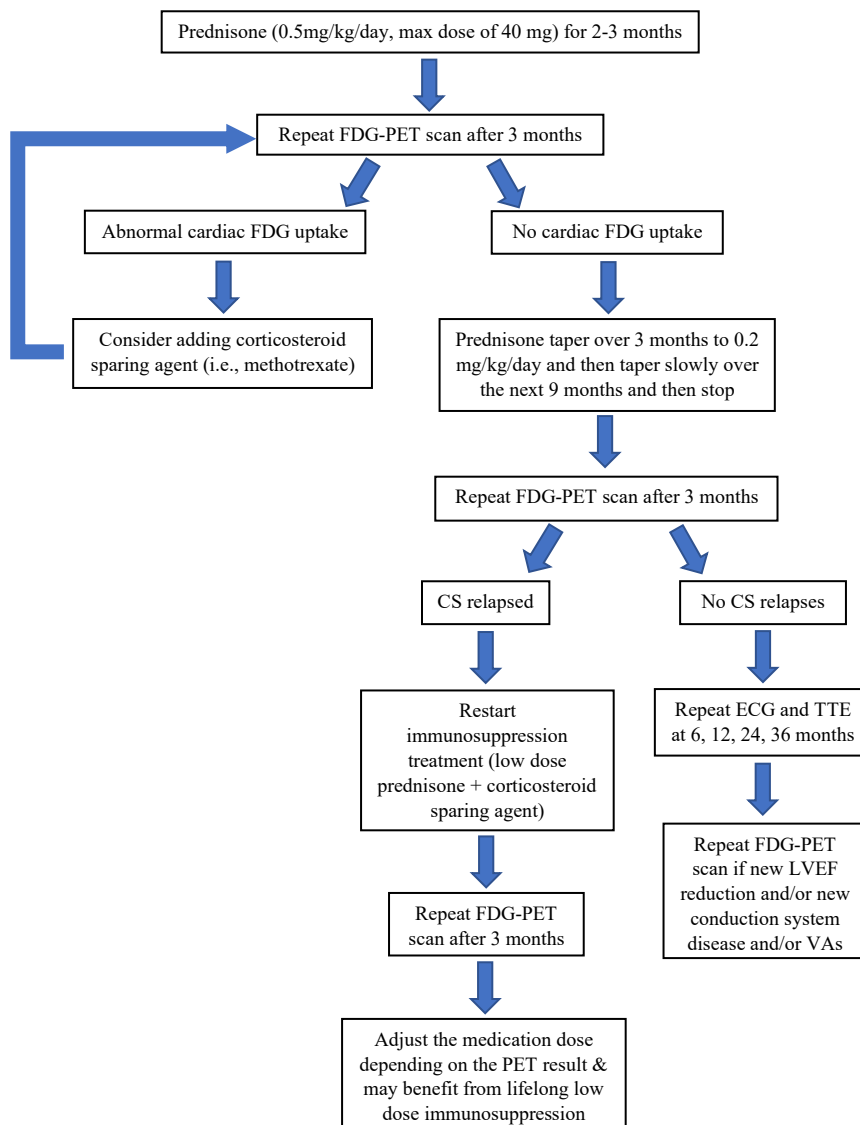 Prednisone (0.5mg/kg/day, max dose of 40 mg) for 2-3 months
Repeat FDG-PET scan after 3 months
Abnormal cardiac FDG uptake
No cardiac FDG uptake
Consider adding corticosteroid
sparing agent (i.e., methotrexate)
Prednisone taper over 3 months to 0.2
mg/kg/day and then taper slowly over
the next 9 months and then stop
Repeat FDG-PET scan after 3 months
CS relapsed
No CS relapses
Restart
immunosuppression
treatment (low dose
prednisone + corticosteroid
sparing agent)
Repeat ECG and TTE
at 6, 12, 24, 36 months
Repeat FDG-PET
scan if new LVEF
reduction and/or new
conduction system
disease and/or VAs
Repeat FDG-PET
scan after 3 months
Adjust the medication dose
depending on the PET result &
may benefit from lifelong low
dose immunosuppression